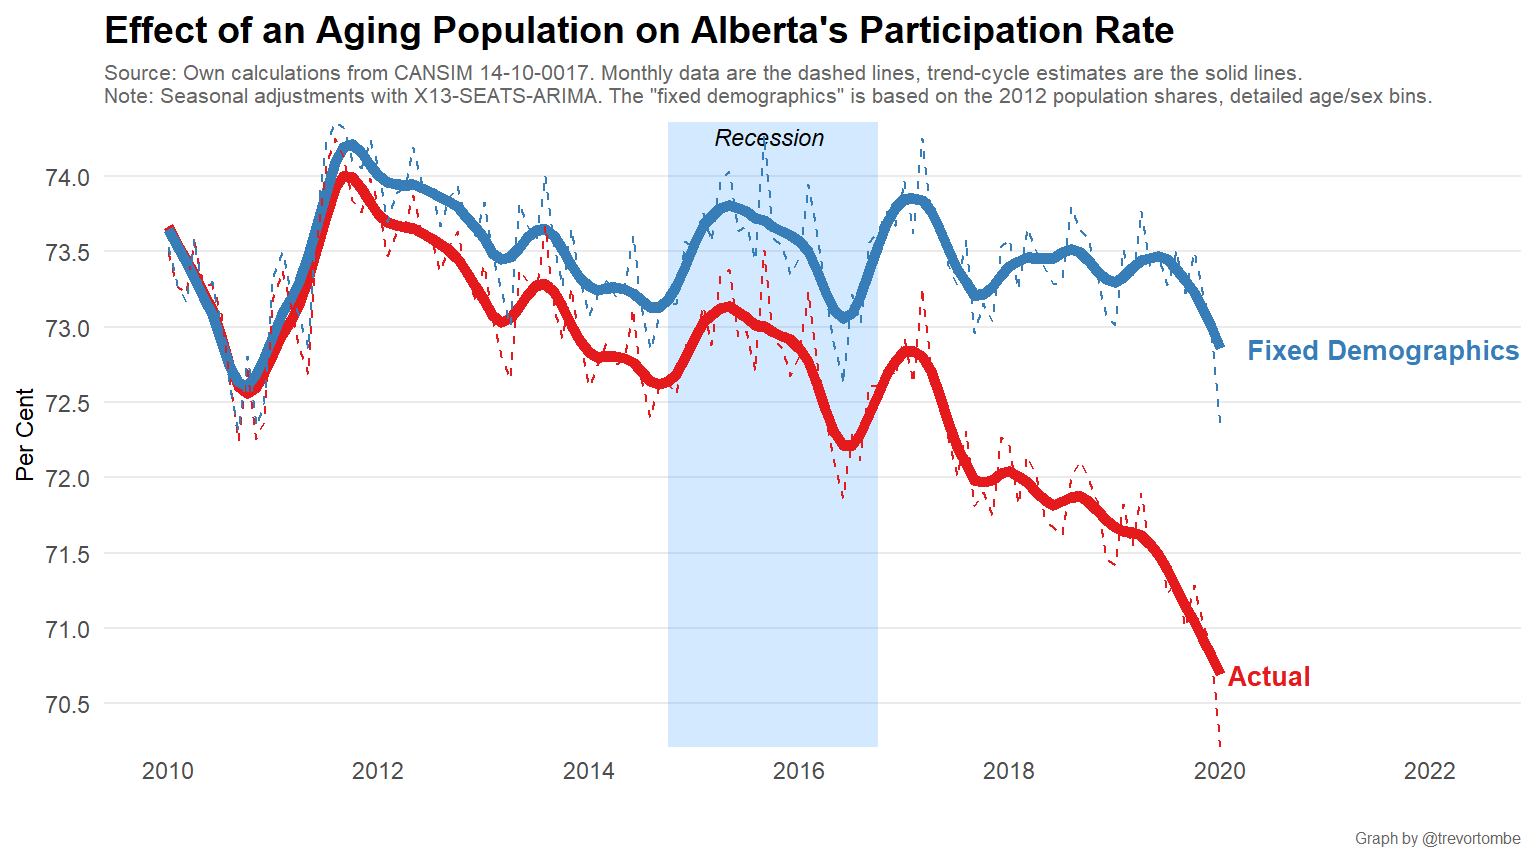 Effect of an Aging Population on Alberta's Participation Rate
Source: Own calculations from CANSIM 14-10-0017. Monthly data are the dashed lines, trend-cycle estimates are the solid lines.
Note: Seasonal adjustments with X13-SEATS-ARIMA. The "fixed demographics" is based on the 2012 population shares, detailed age/sex bins.
Recession
74.0
73.5
73.0
Fixed Demographics
72.5
Per Cent
72.0
71.5
71.0
Actual
70.5
2010 2012 2014 2016 2018 2020 2022
Graph by @trevortombe